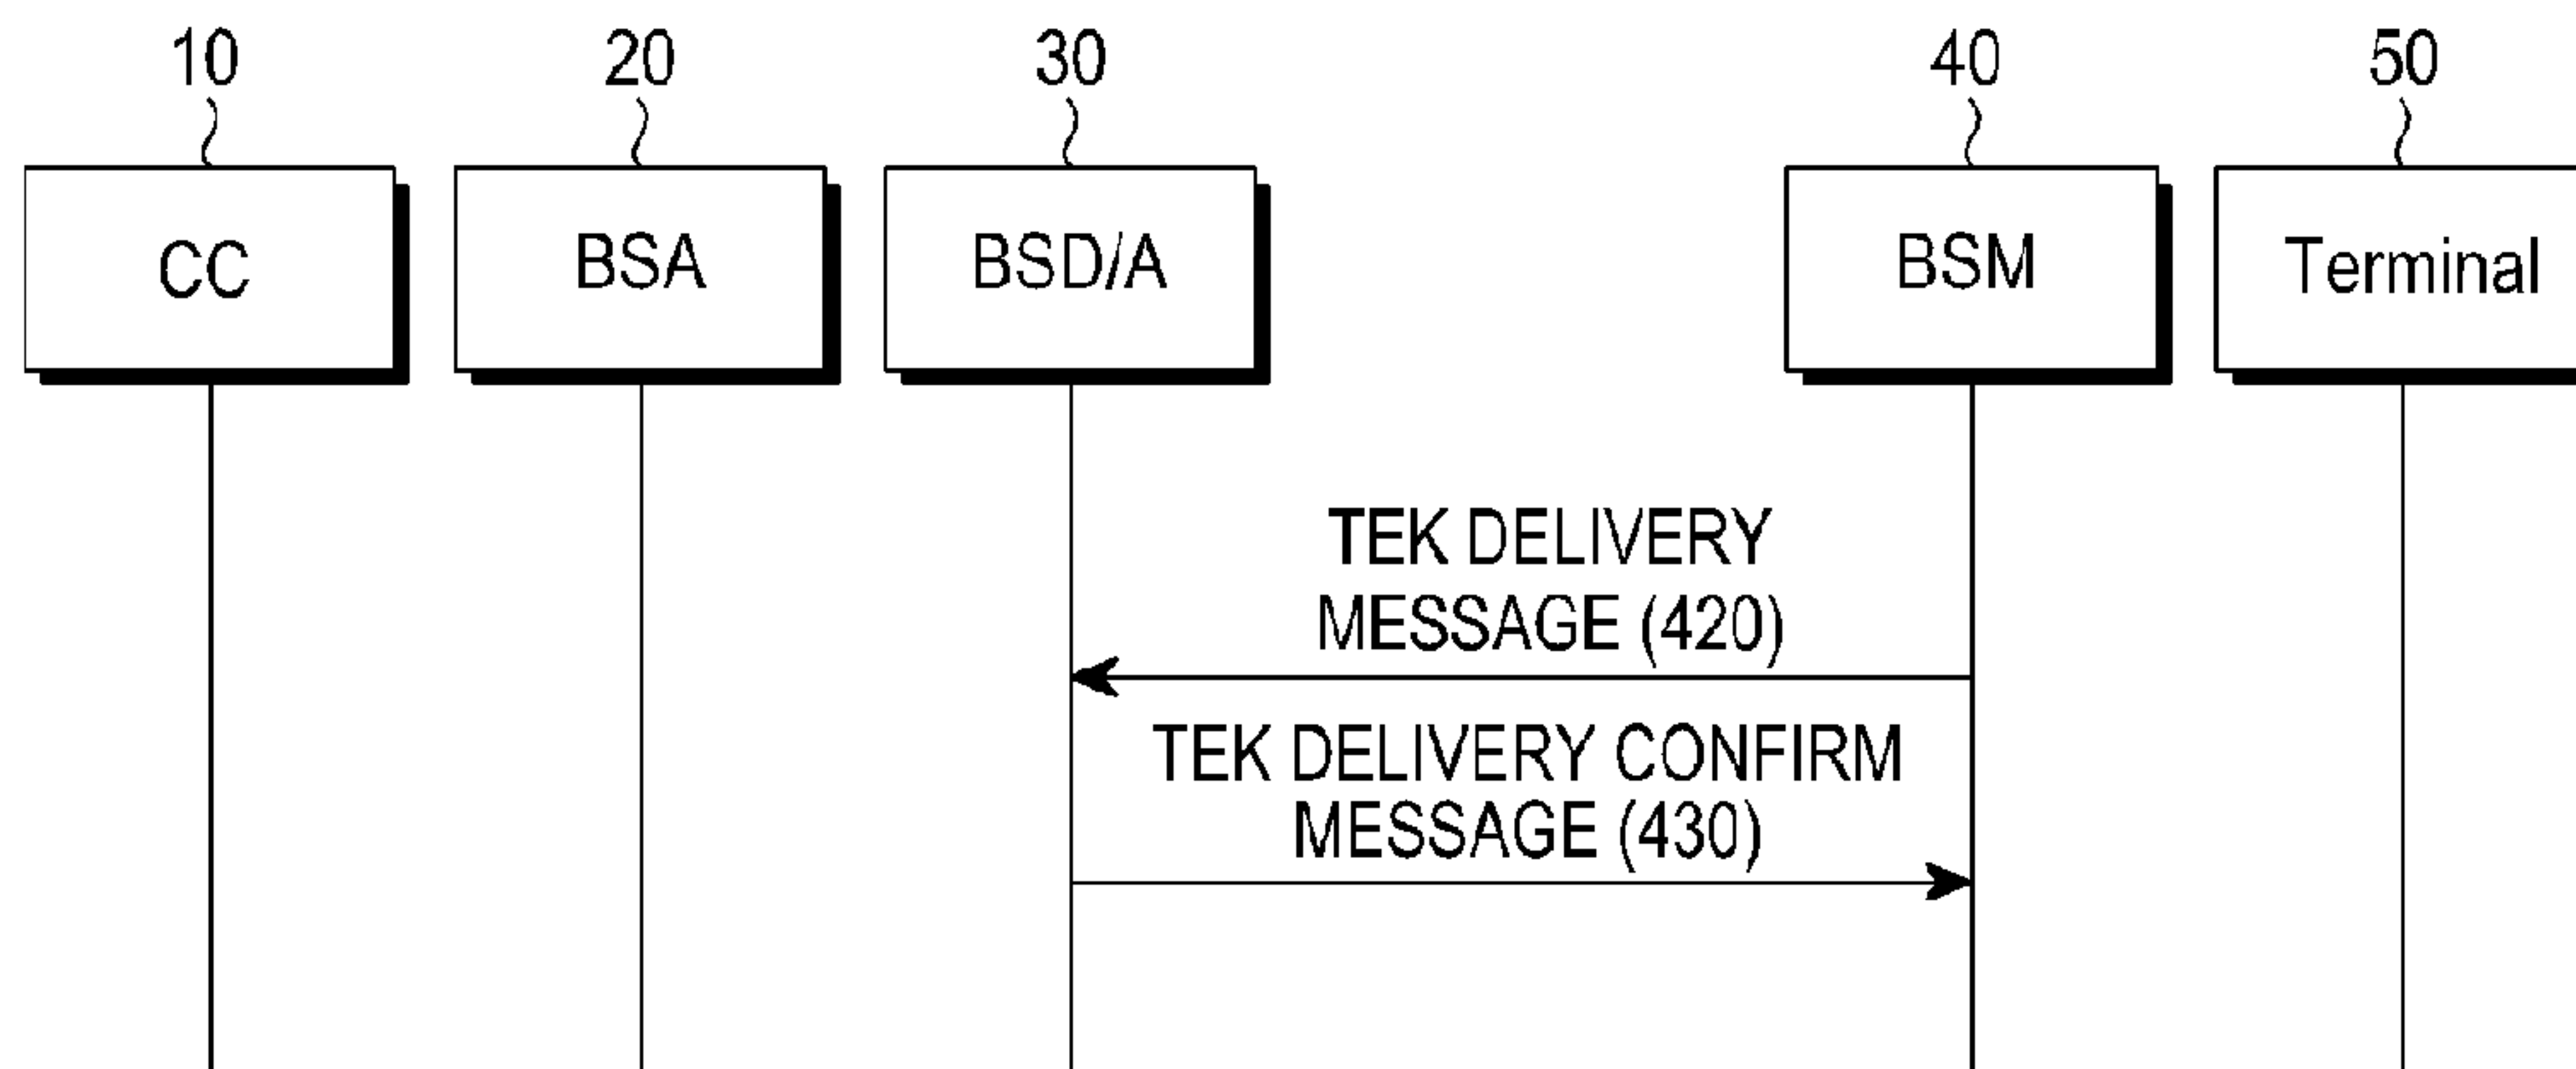 10
20
30
40
50
CC
BSA
BSD/A
BSM
Terminal
TEK DELIVERY
MESSAGE (420)
TEK DELIVERY CONFIRM
MESSAGE (430)